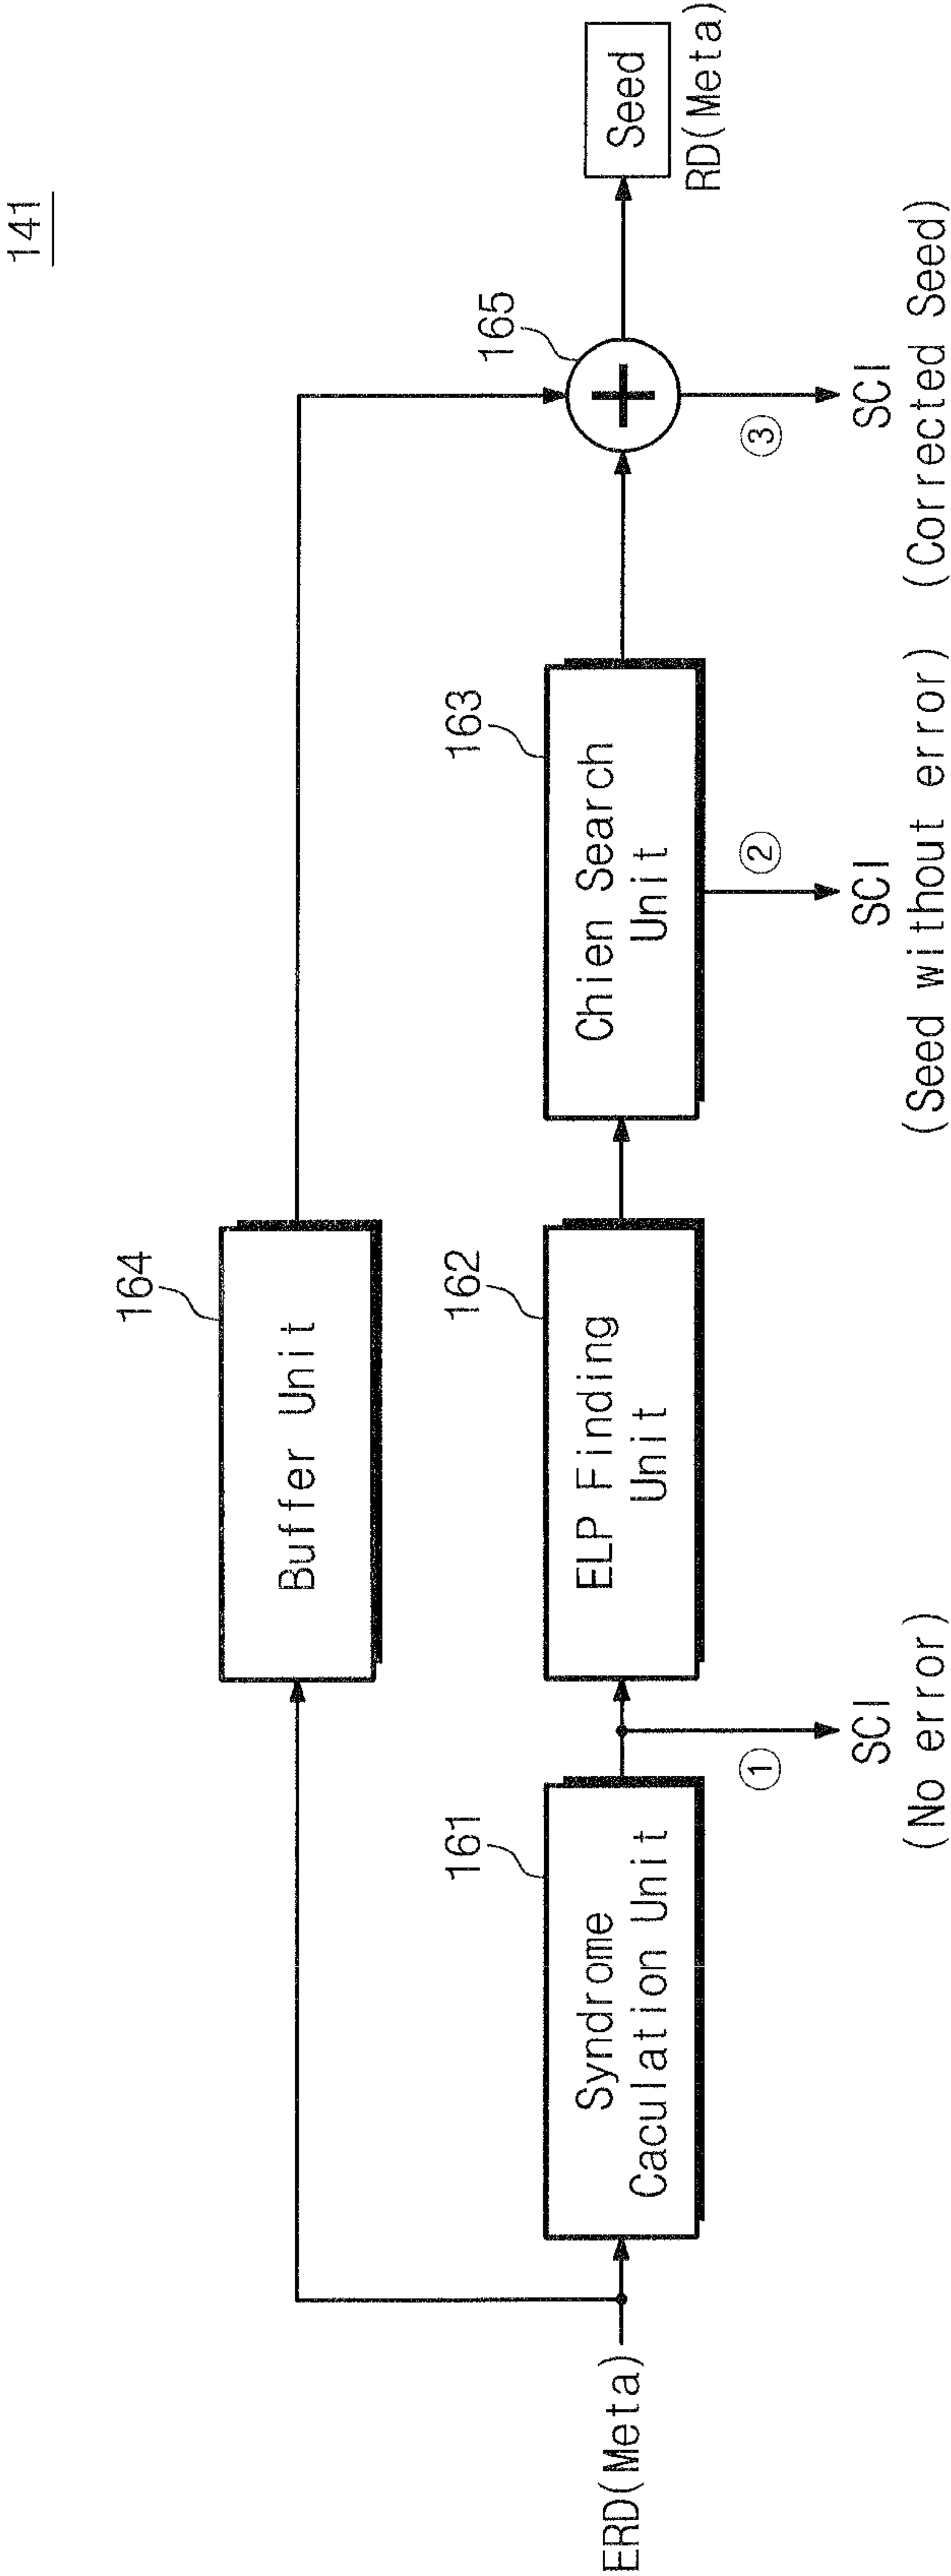 141
164
Buffer Unit
ERD(Meta)
161
Syndrome
Caculation Unit
①
SCI
(No error)
162
ELP Finding
Unit
163
Chien Search
Unit
②
SCI
(Seed without error)
165
+
③
SCI
(Corrected Seed)
Seed
RD(Meta)